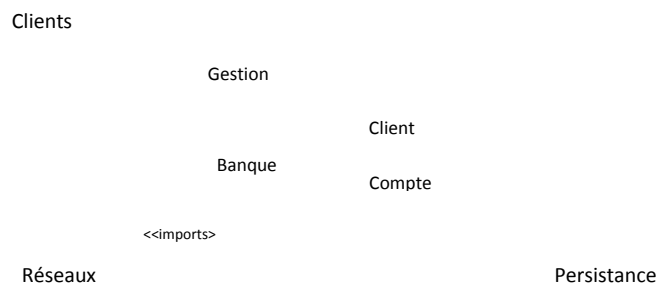 Clients
Gestion
Client
Banque
Compte
<<imports>
Réseaux
Persistance